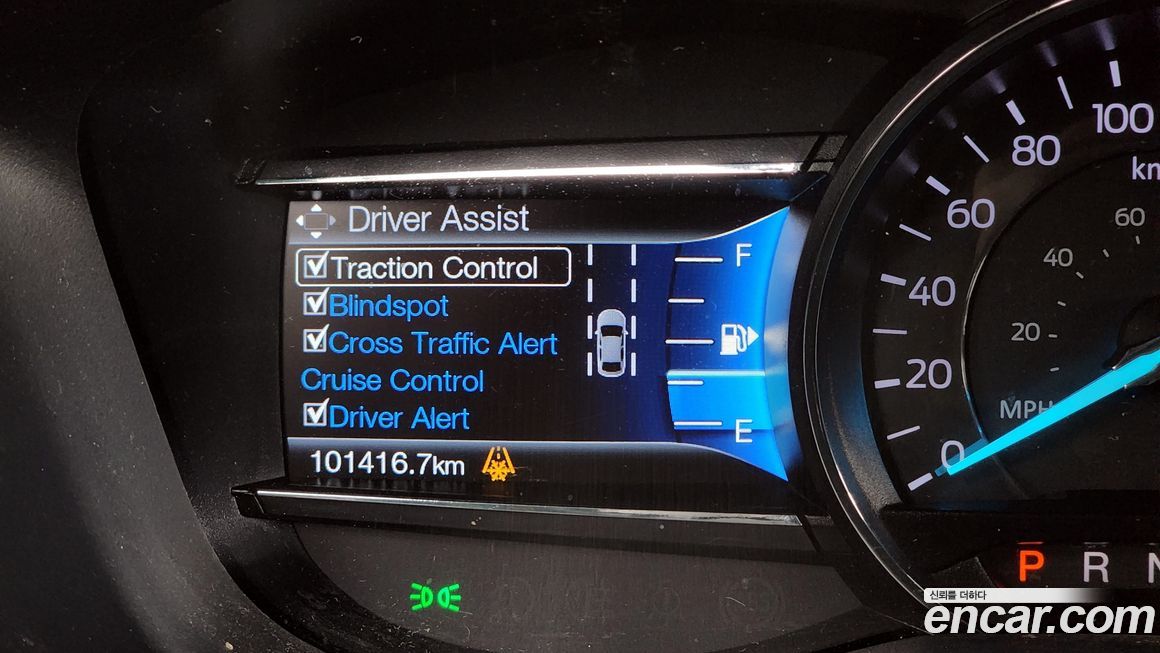 Driver Assist
Traction Control
Blindspot
Cross Traffic Alert
Cruise Control
Driver Alert
101416.7km
F
E
100
80
60
40
20
0
km
60
40
20
MPH
P R N
신뢰를 더하다
encar.com